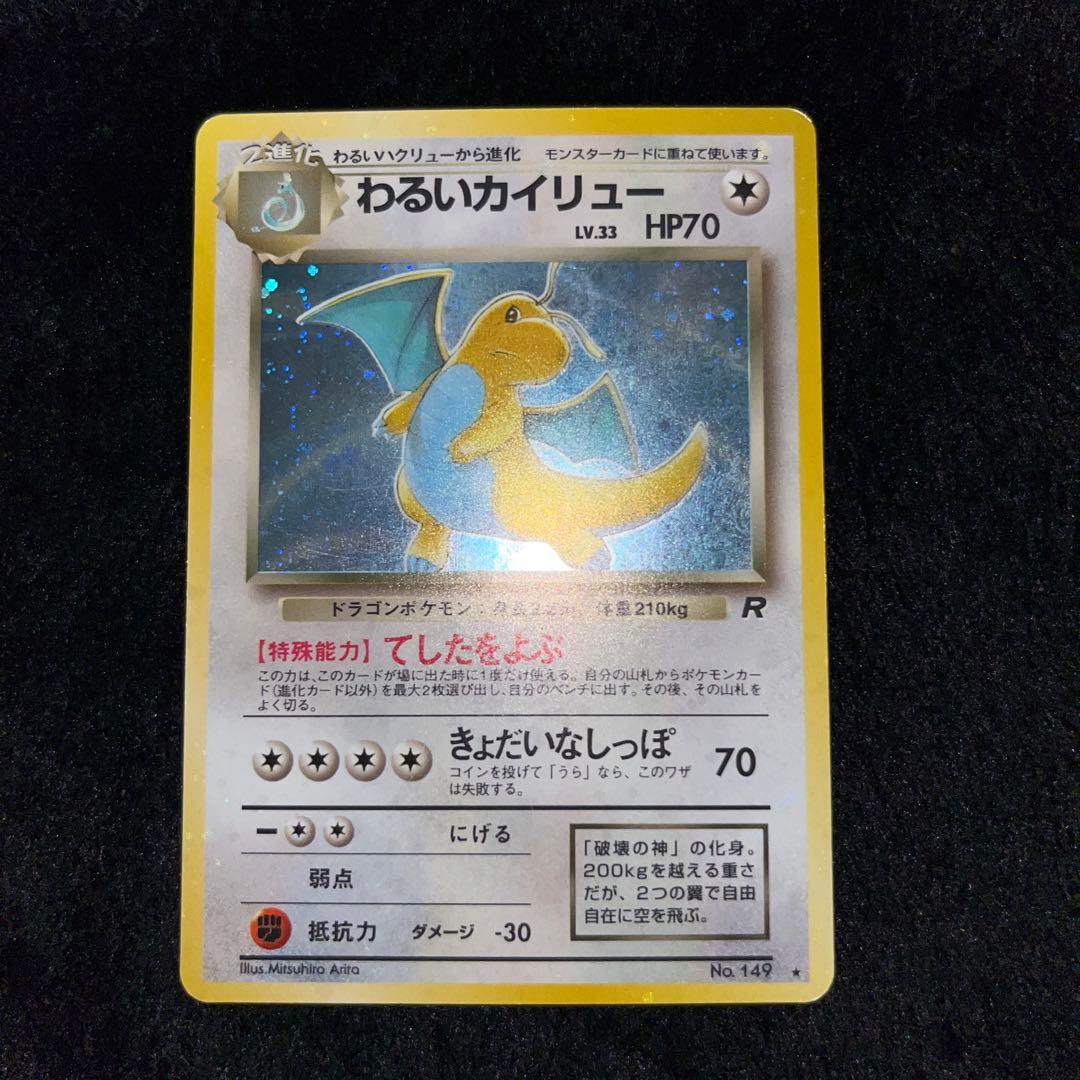 2進化
わるいハクリューから進化 モンスターカードに重ねて使います。
わるいカイリュー
LV.33 HP70
ドラゴンポケモン：身長2.2m、体重210kg R
【特殊能力】てしたをよぶ
この力は、このカードが場に出た時に1度だけ使える。自分の山札からポケモンカー
ド(進化カード以外)を最大2枚選び出し、自分のベンチに出す。その後、その山札を
よく切る。
きょだいなしっぽ 70
コインを投げて「うら」なら、このワザ
は失敗する。
にげる
弱点
抵抗力 ダメージ -30
「破壊の神」の化身。
200kgを越える重さ
だが、2つの翼で自由
自在に空を飛ぶ。
Illus.Mitsuhiro Arita
No. 149 ★